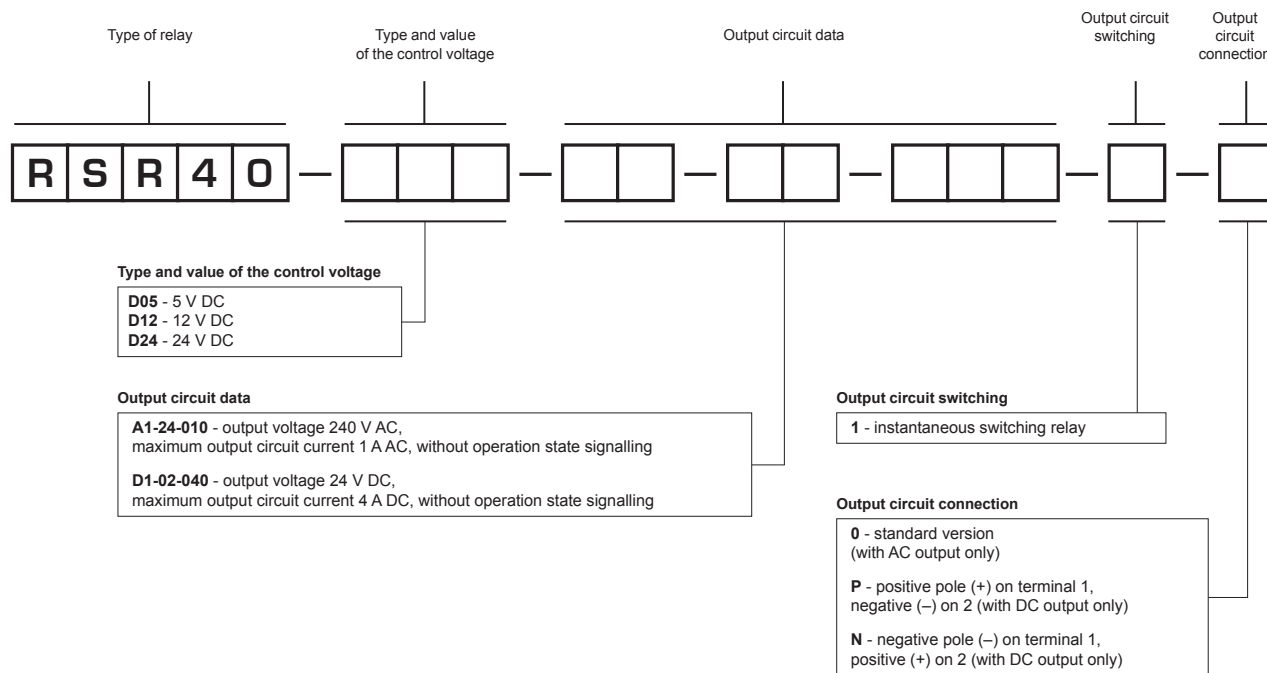 Type of relay
Type and value
of the control voltage
Output circuit data
Output circuit
switching
Output
circuit
connection
RSR40 — — — — — —
Type and value of the control voltage
D05 - 5 V DC
D12 - 12 V DC
D24 - 24 V DC
Output circuit data
A1-24-010 - output voltage 240 V AC,
maximum output circuit current 1 A AC, without operation state signalling
D1-02-040 - output voltage 24 V DC,
maximum output circuit current 4 A DC, without operation state signalling
Output circuit switching
1 - instantaneous switching relay
Output circuit connection
0 - standard version
(with AC output only)
P - positive pole (+) on terminal 1,
negative (–) on 2 (with DC output only)
N - negative pole (–) on terminal 1,
positive (+) on 2 (with DC output only)